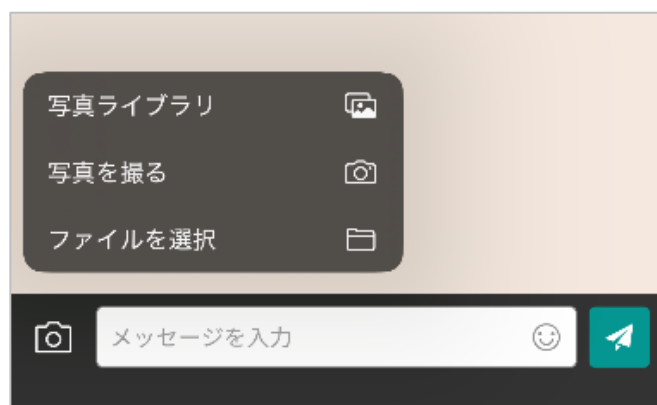 写真ライブラリ
写真を撮る
ファイルを選択
メッセージを入力